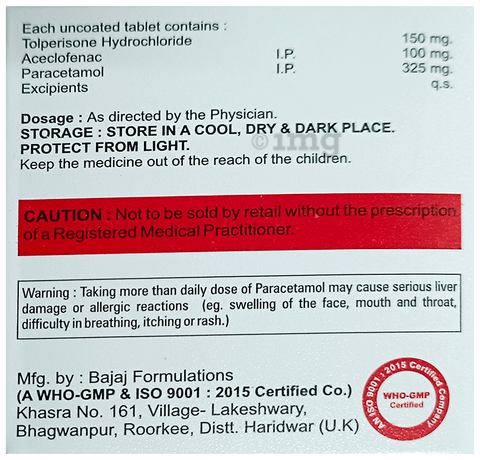 Each uncoated tablet contains :
Tolperisone Hydrochloride 150 mg.
Aceclofenac I.P. 100 mg.
Paracetamol I.P. 325 mg.
Excipients q.s.
Dosage : As directed by the Physician.
STORAGE : STORE IN A COOL, DRY & DARK PLACE.
PROTECT FROM LIGHT.
©img
Keep the medicine out of the reach of the children.
CAUTION : Not to be sold by retail without the prescription
of a Registered Medical Practitioner.
Warning : Taking more than daily dose of Paracetamol may cause serious liver
damage or allergic reactions (eg. swelling of the face, mouth and throat,
difficulty in breathing, itching or rash.)
Mfg. by : Bajaj Formulations
(A WHO-GMP & ISO 9001 : 2015 Certified Co.)
Khasra No. 161, Village- Lakeshwary,
Bhagwanpur, Roorkee, Distt. Haridwar (U.K)
AN ISO 9001 : 2015 Certified Company
WHO-GMP
Certified